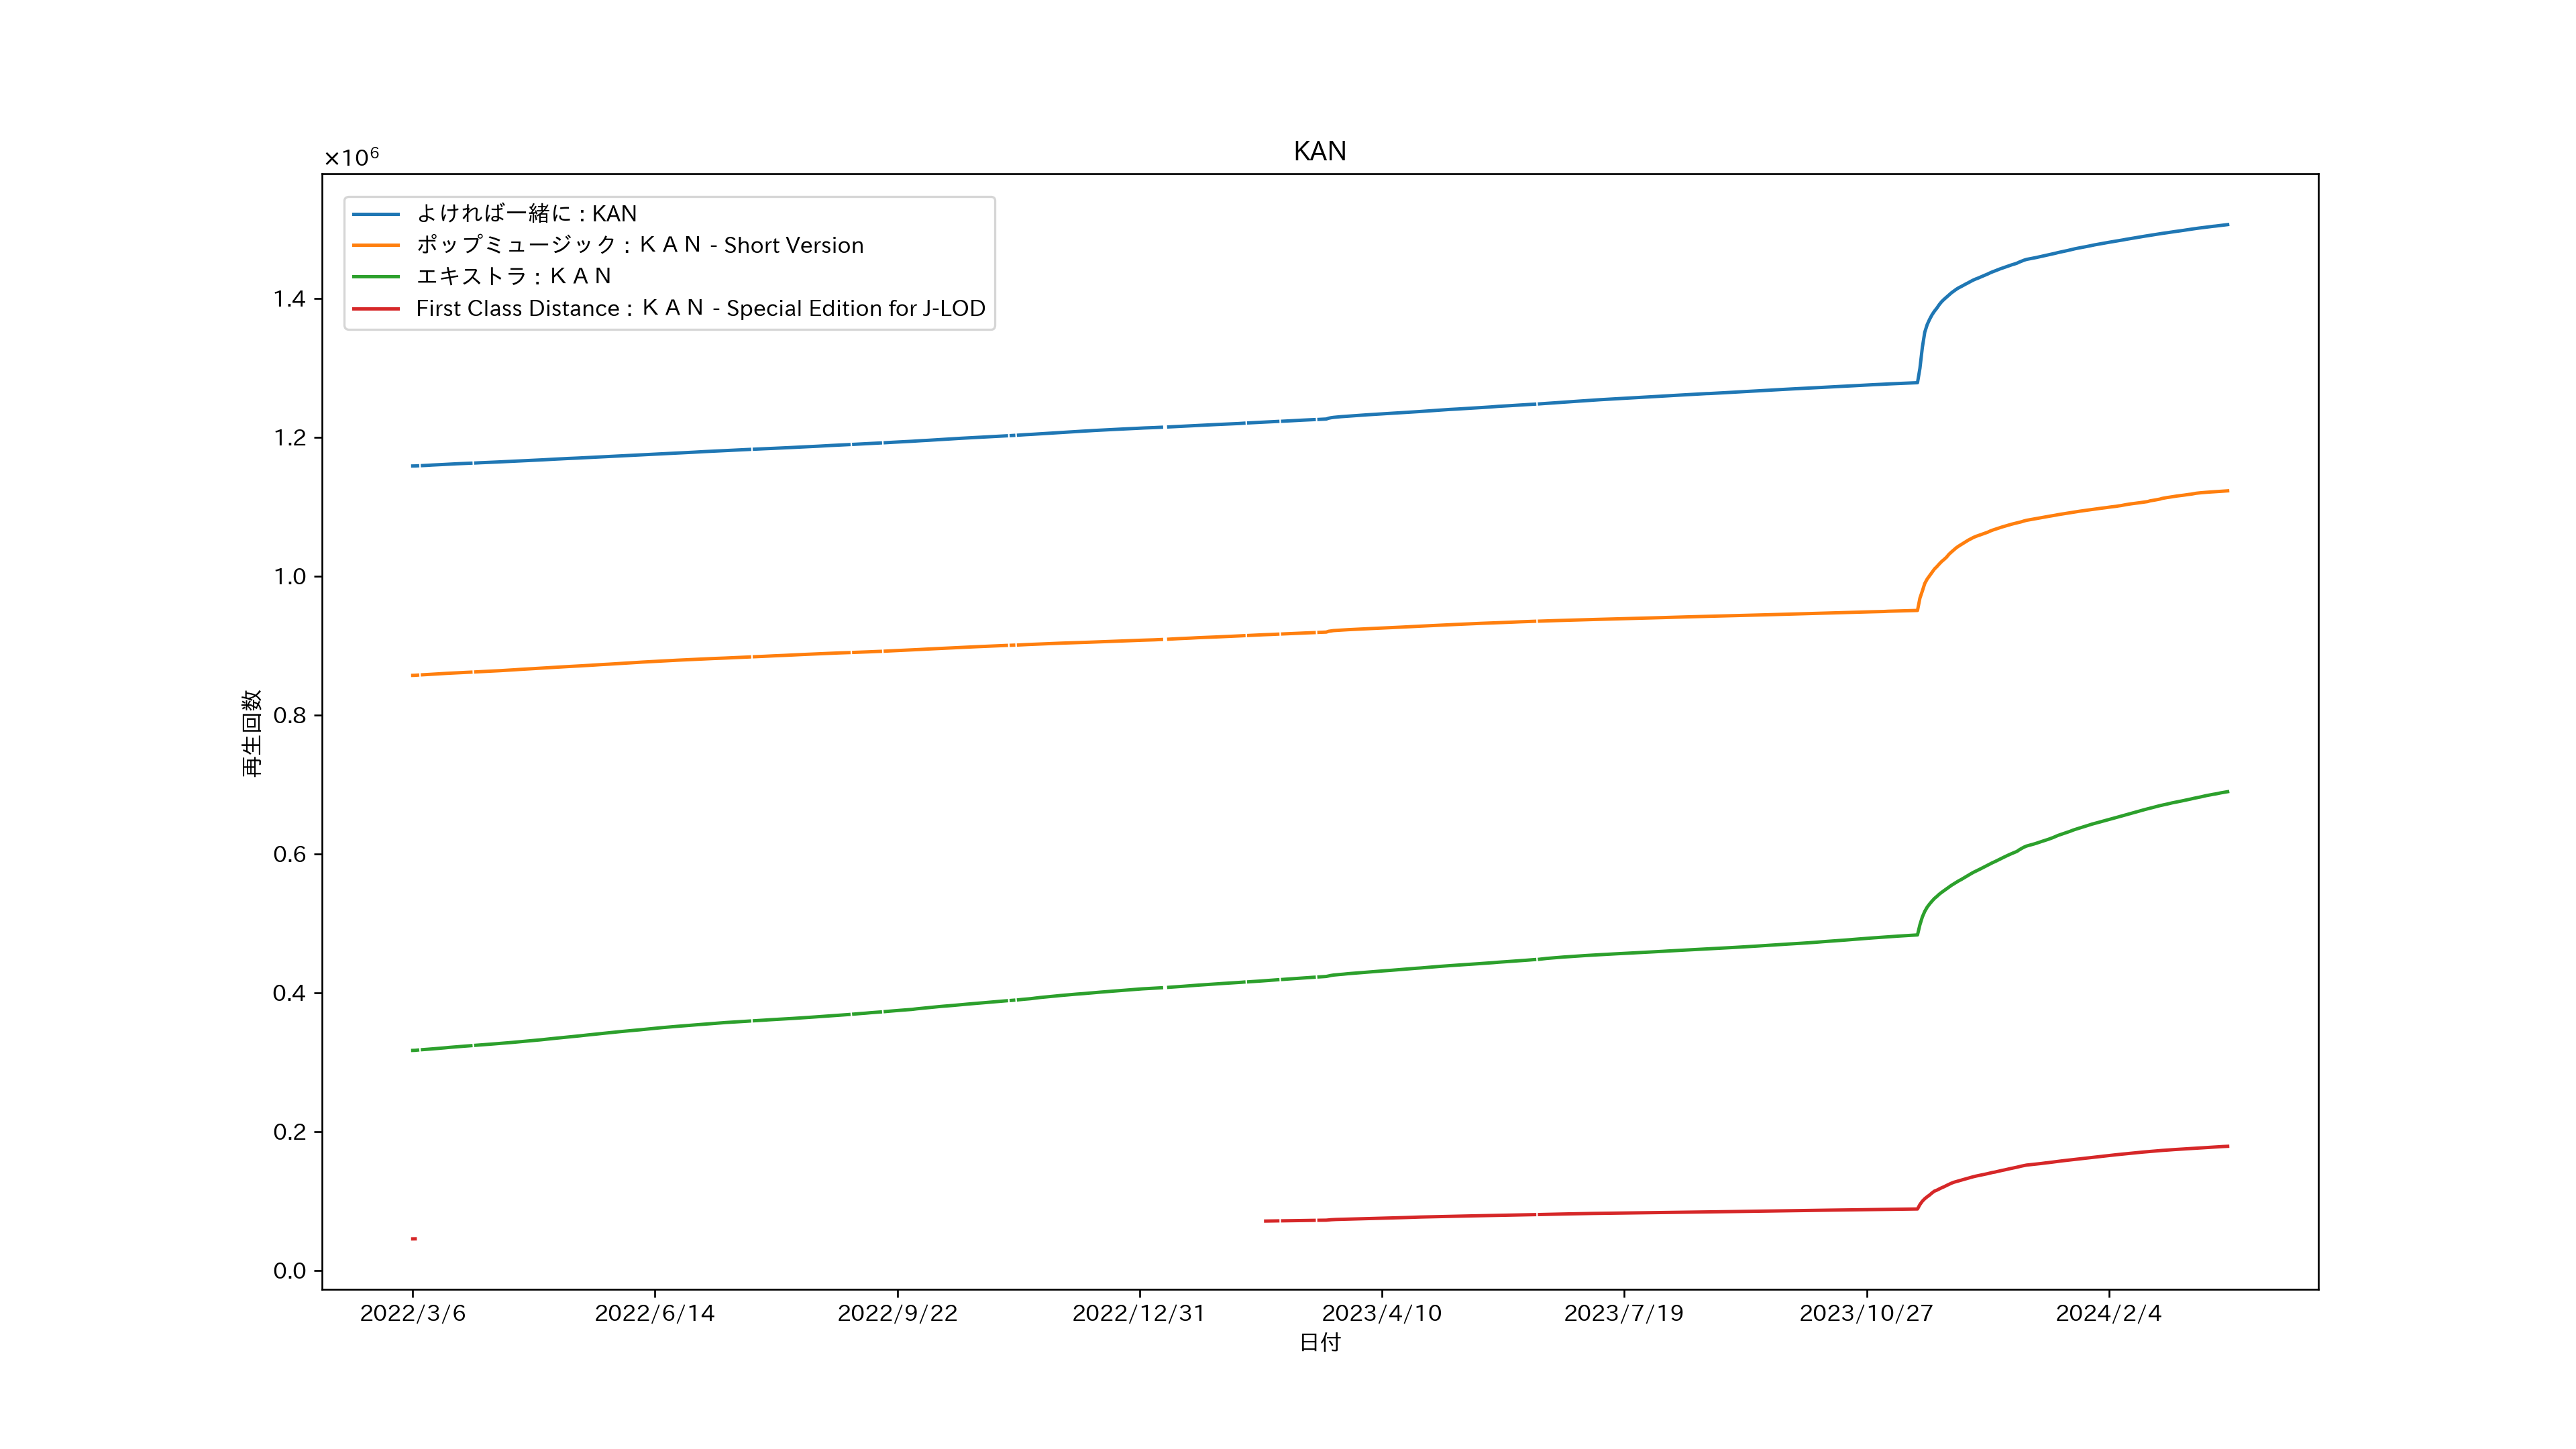 KAN
×10⁶
よければ一緒に : KAN
ポップミュージック : ＫＡＮ - Short Version
エキストラ : ＫＡＮ
First Class Distance : ＫＡＮ - Special Edition for J-LOD
1.4
1.2
1.0
0.8
0.6
0.4
0.2
0.0
再生回数
2022/3/6
2022/6/14
2022/9/22
2022/12/31
2023/4/10
2023/7/19
2023/10/27
2024/2/4
日付